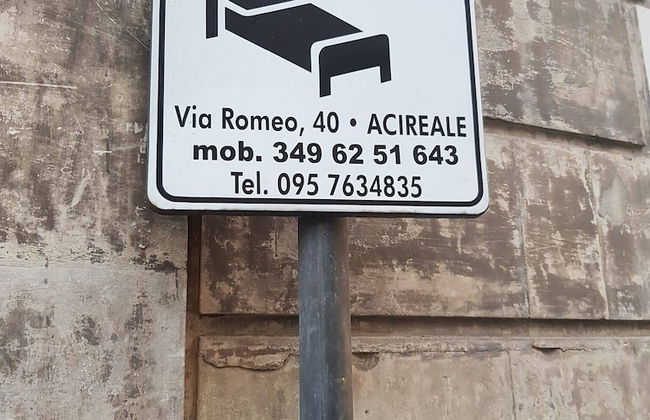 Via Romeo, 40 • ACIREALE
mob. 349 62 51 643
Tel. 095 7634835